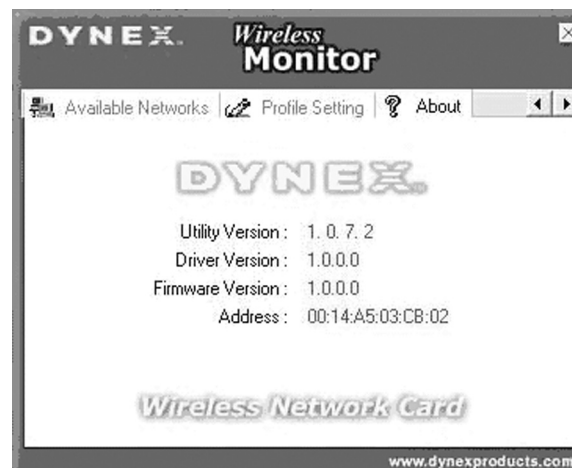 DYNEX
Wireless
Monitor
Available Networks Profile Setting About
DYNEX
Utility Version : 1. 0. 7. 2
Driver Version : 1.0.0.0
Firmware Version : 1.0.0.0
Address : 00:14:A5:03:CB:02
Wireless Network Card
www.dynexproducts.com